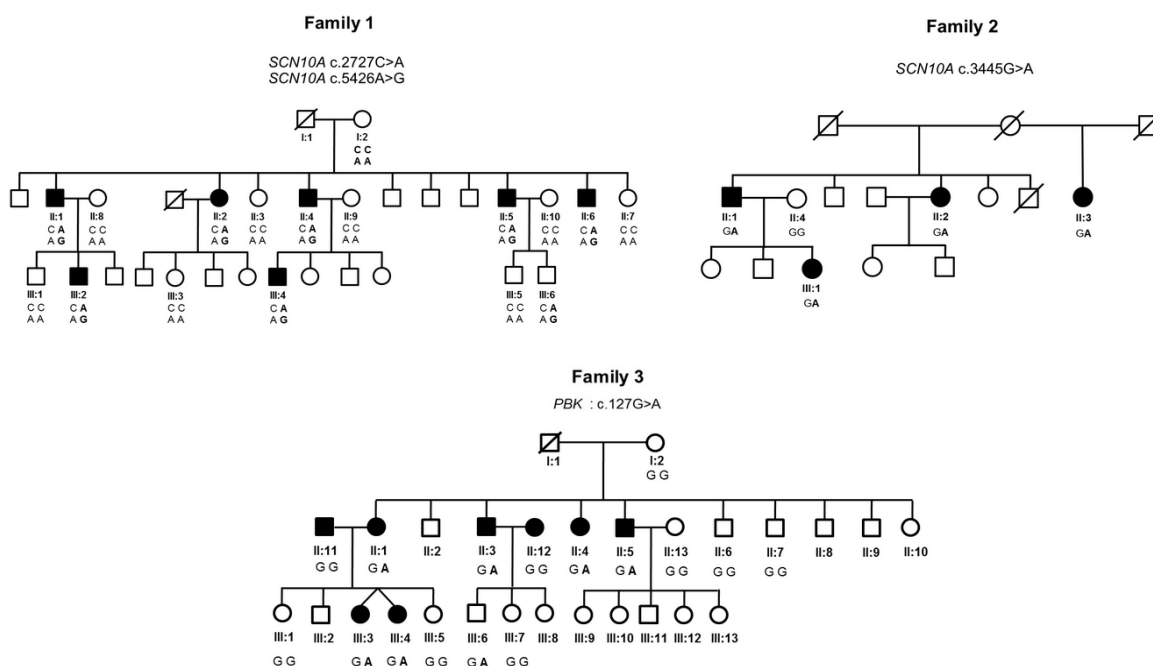 Family 1
SCN10A c.2727C>A
SCN10A c.5426A>G
I:1 I:2
C C
A A
II:1 II:8 II:2 II:3 II:4 II:9 II:5 II:10 II:6 II:7
C A C C C A C C C A C C C A C C C A C C
A G A A A G A A A G A A A G A A A G A A
III:1 III:2 III:3 III:4 III:5 III:6
C C C A C C C A C C C A
A A A G A A A G A A A G
Family 2
SCN10A c.3445G>A
II:1 II:4 II:2 II:3
GA GG GA GA
III:1
GA
Family 3
PBK : c.127G>A
I:1 I:2
G G
II:11 II:1 II:2 II:3 II:12 II:4 II:5 II:13 II:6 II:7 II:8 II:9 II:10
G G G A G A G G G A G A G G G G G G
III:1 III:2 III:3 III:4 III:5 III:6 III:7 III:8 III:9 III:10 III:11 III:12 III:13
G G G A G A G G G A G G